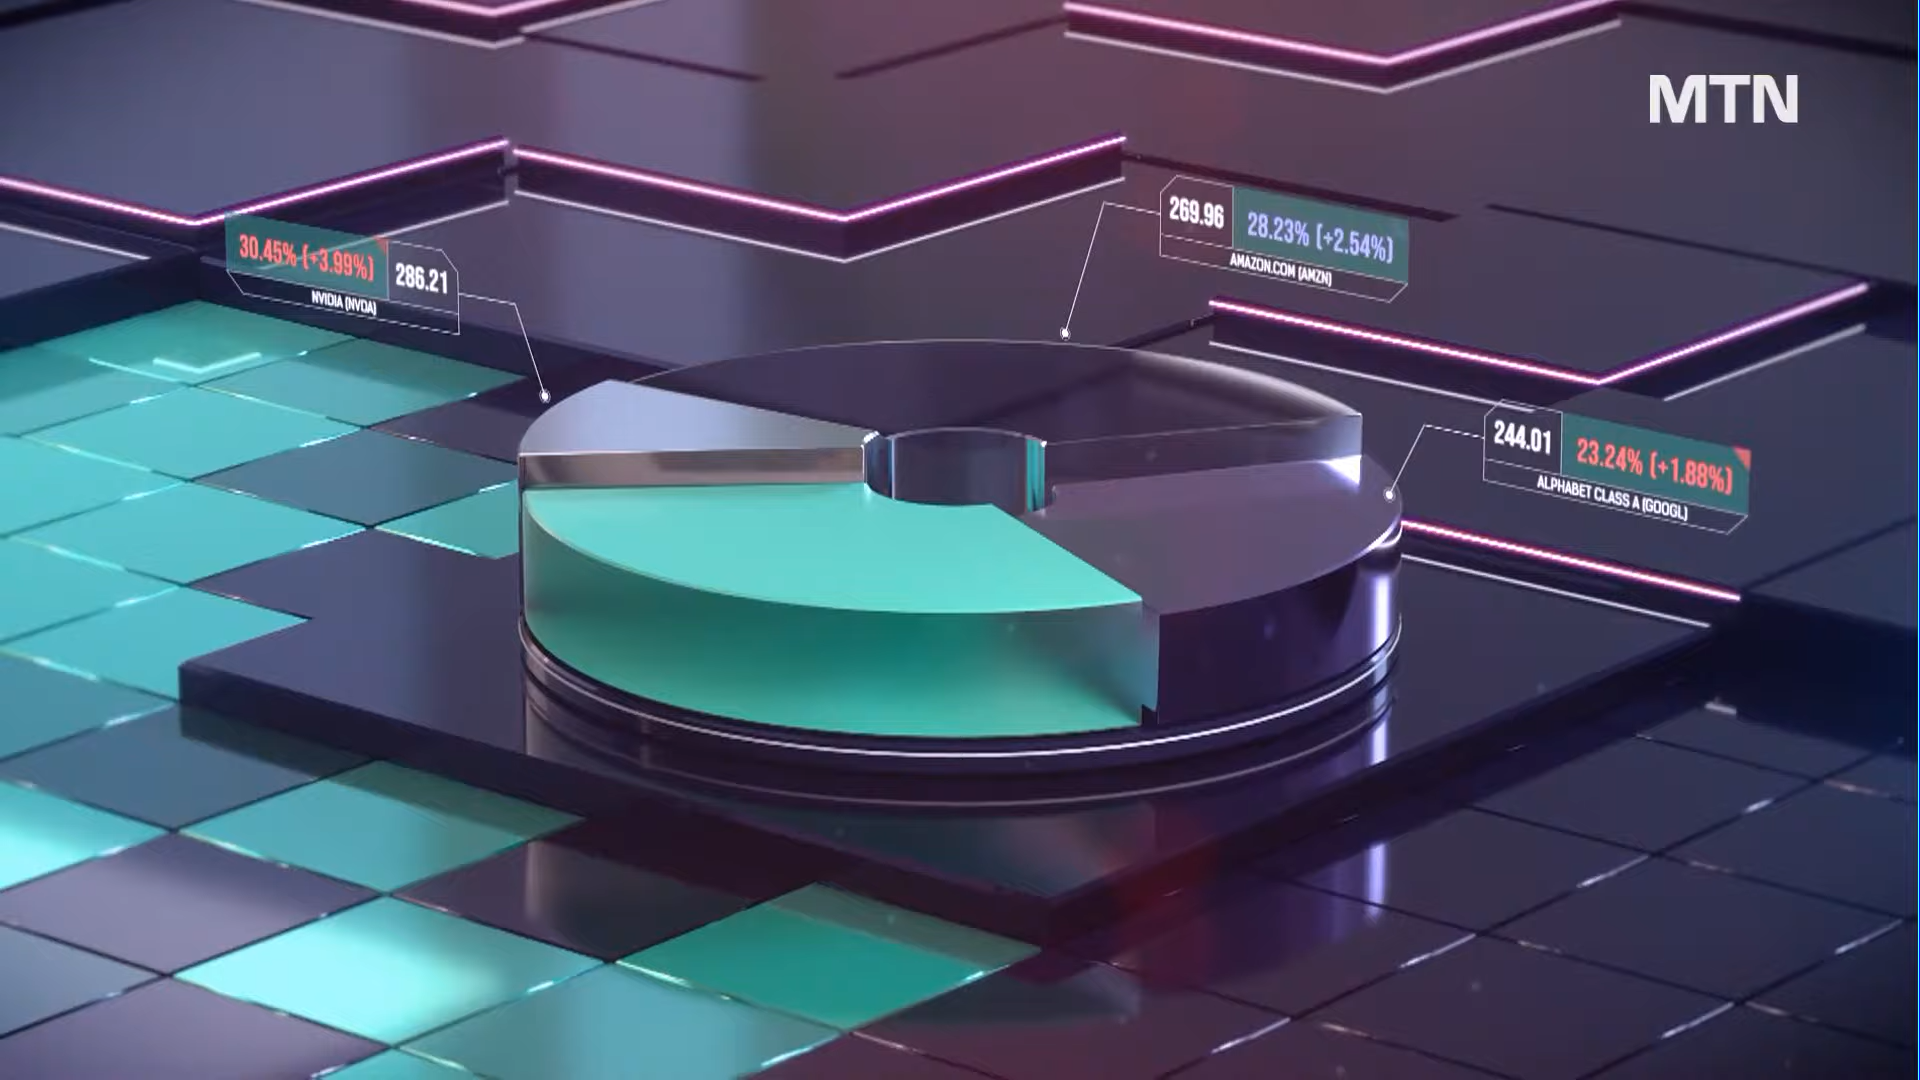 MTN
269.96 28.23% (+2.54%)
AMAZON.COM (AMZN)
30.45% (+3.99%) 286.21
NVIDIA (NVDA)
244.01 23.24% (+1.88%)
ALPHABET CLASS A (GOOGL)